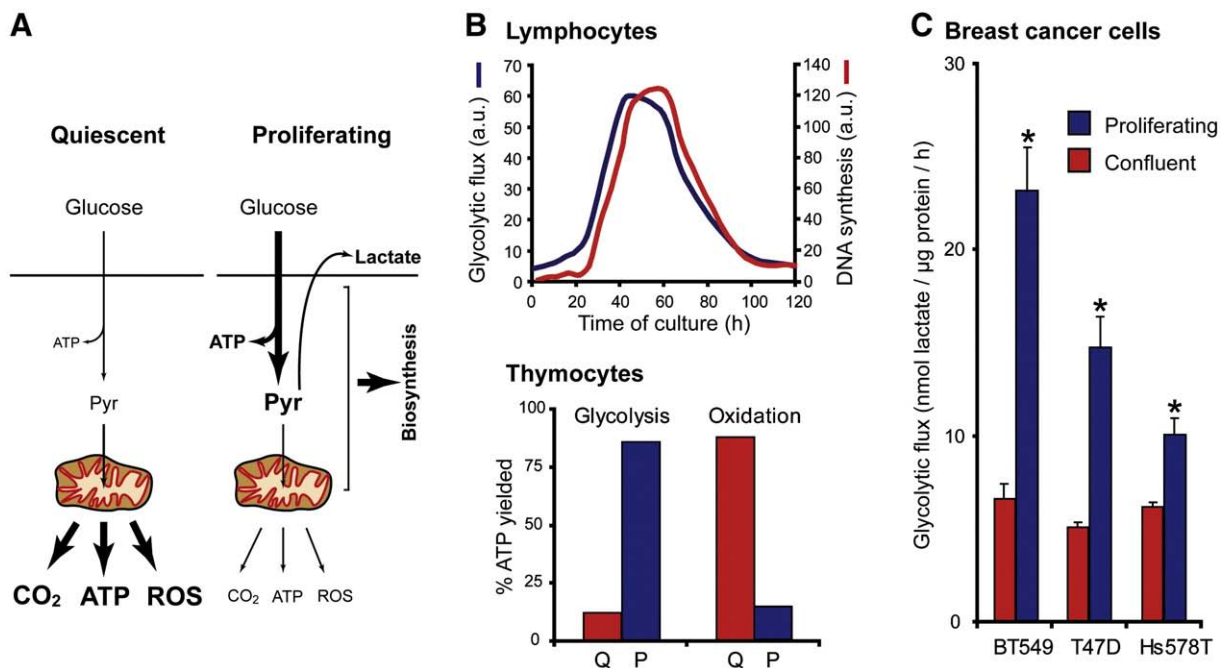 A
Quiescent
Proliferating
Glucose
Glucose
Lactate
ATP
ATP
Pyr
Pyr
Biosynthesis
CO₂ ATP ROS
CO₂ ATP ROS
B
Lymphocytes
Glycolytic flux (a.u.)
70
60
50
40
30
20
10
0
DNA synthesis (a.u.)
140
120
100
80
60
40
20
0
0 20 40 60 80 100 120
Time of culture (h)
Thymocytes
% ATP yielded
100
75
50
25
0
Glycolysis
Oxidation
Q P Q P
C
Breast cancer cells
Glycolytic flux (nmol lactate / μg protein / h)
30
20
10
0
Proliferating
Confluent
*
*
*
BT549 T47D Hs578T